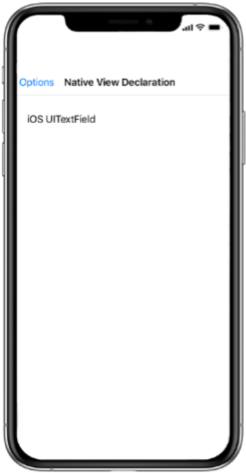 Options Native View Declaration
iOS UITextField